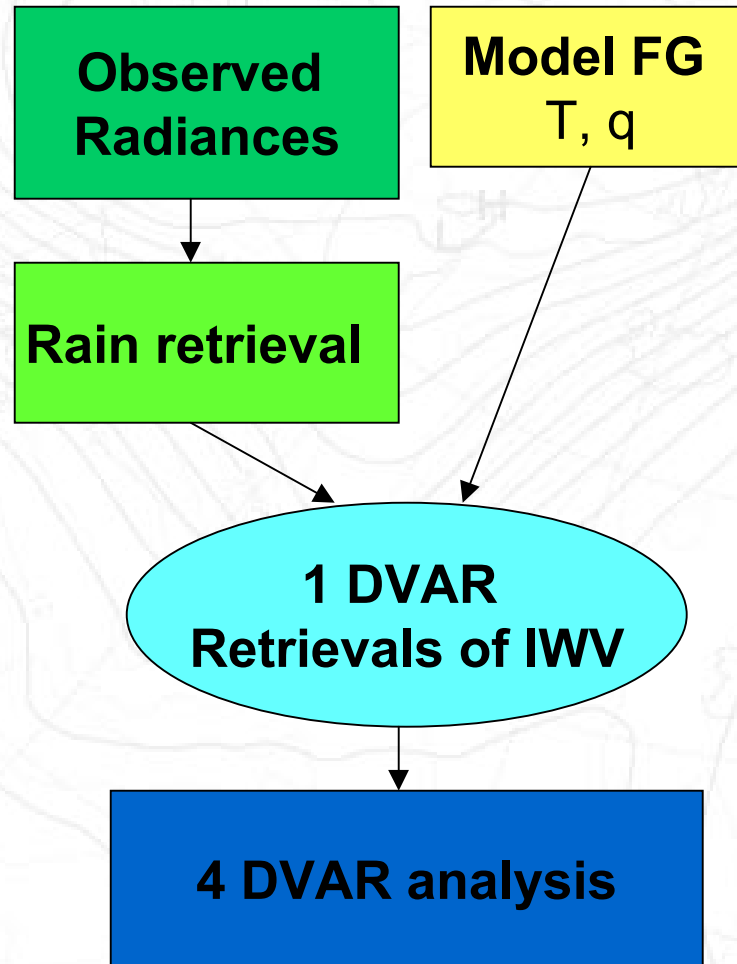 Observed
Radiances
Model FG
T, q
Rain retrieval
1 DVAR
Retrievals of IWV
4 DVAR analysis